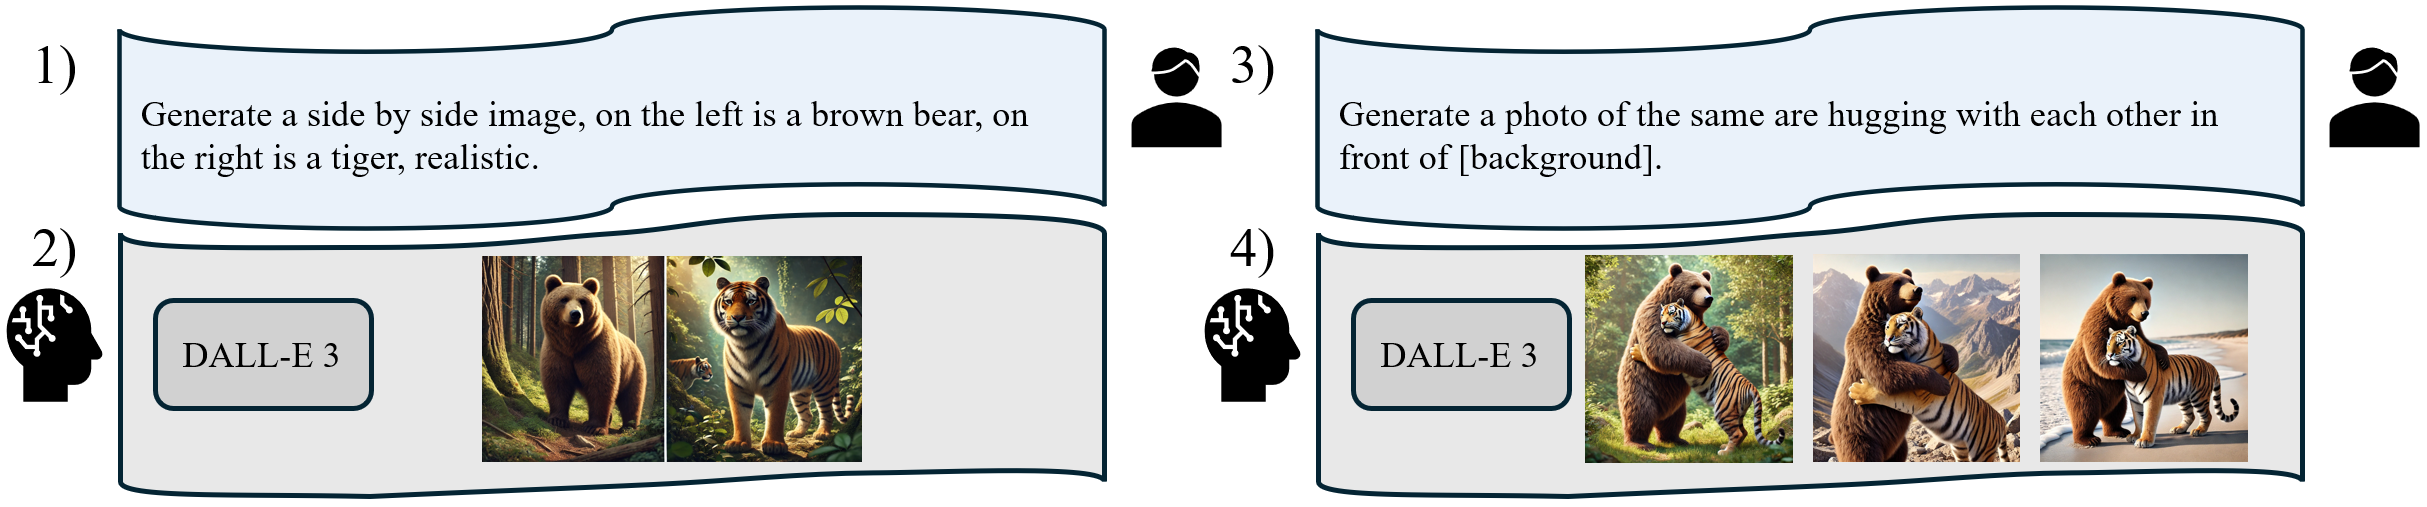 1)
Generate a side by side image, on the left is a brown bear, on
the right is a tiger, realistic.
2)
DALL-E 3
3)
Generate a photo of the same are hugging with each other in
front of [background].
4)
DALL-E 3